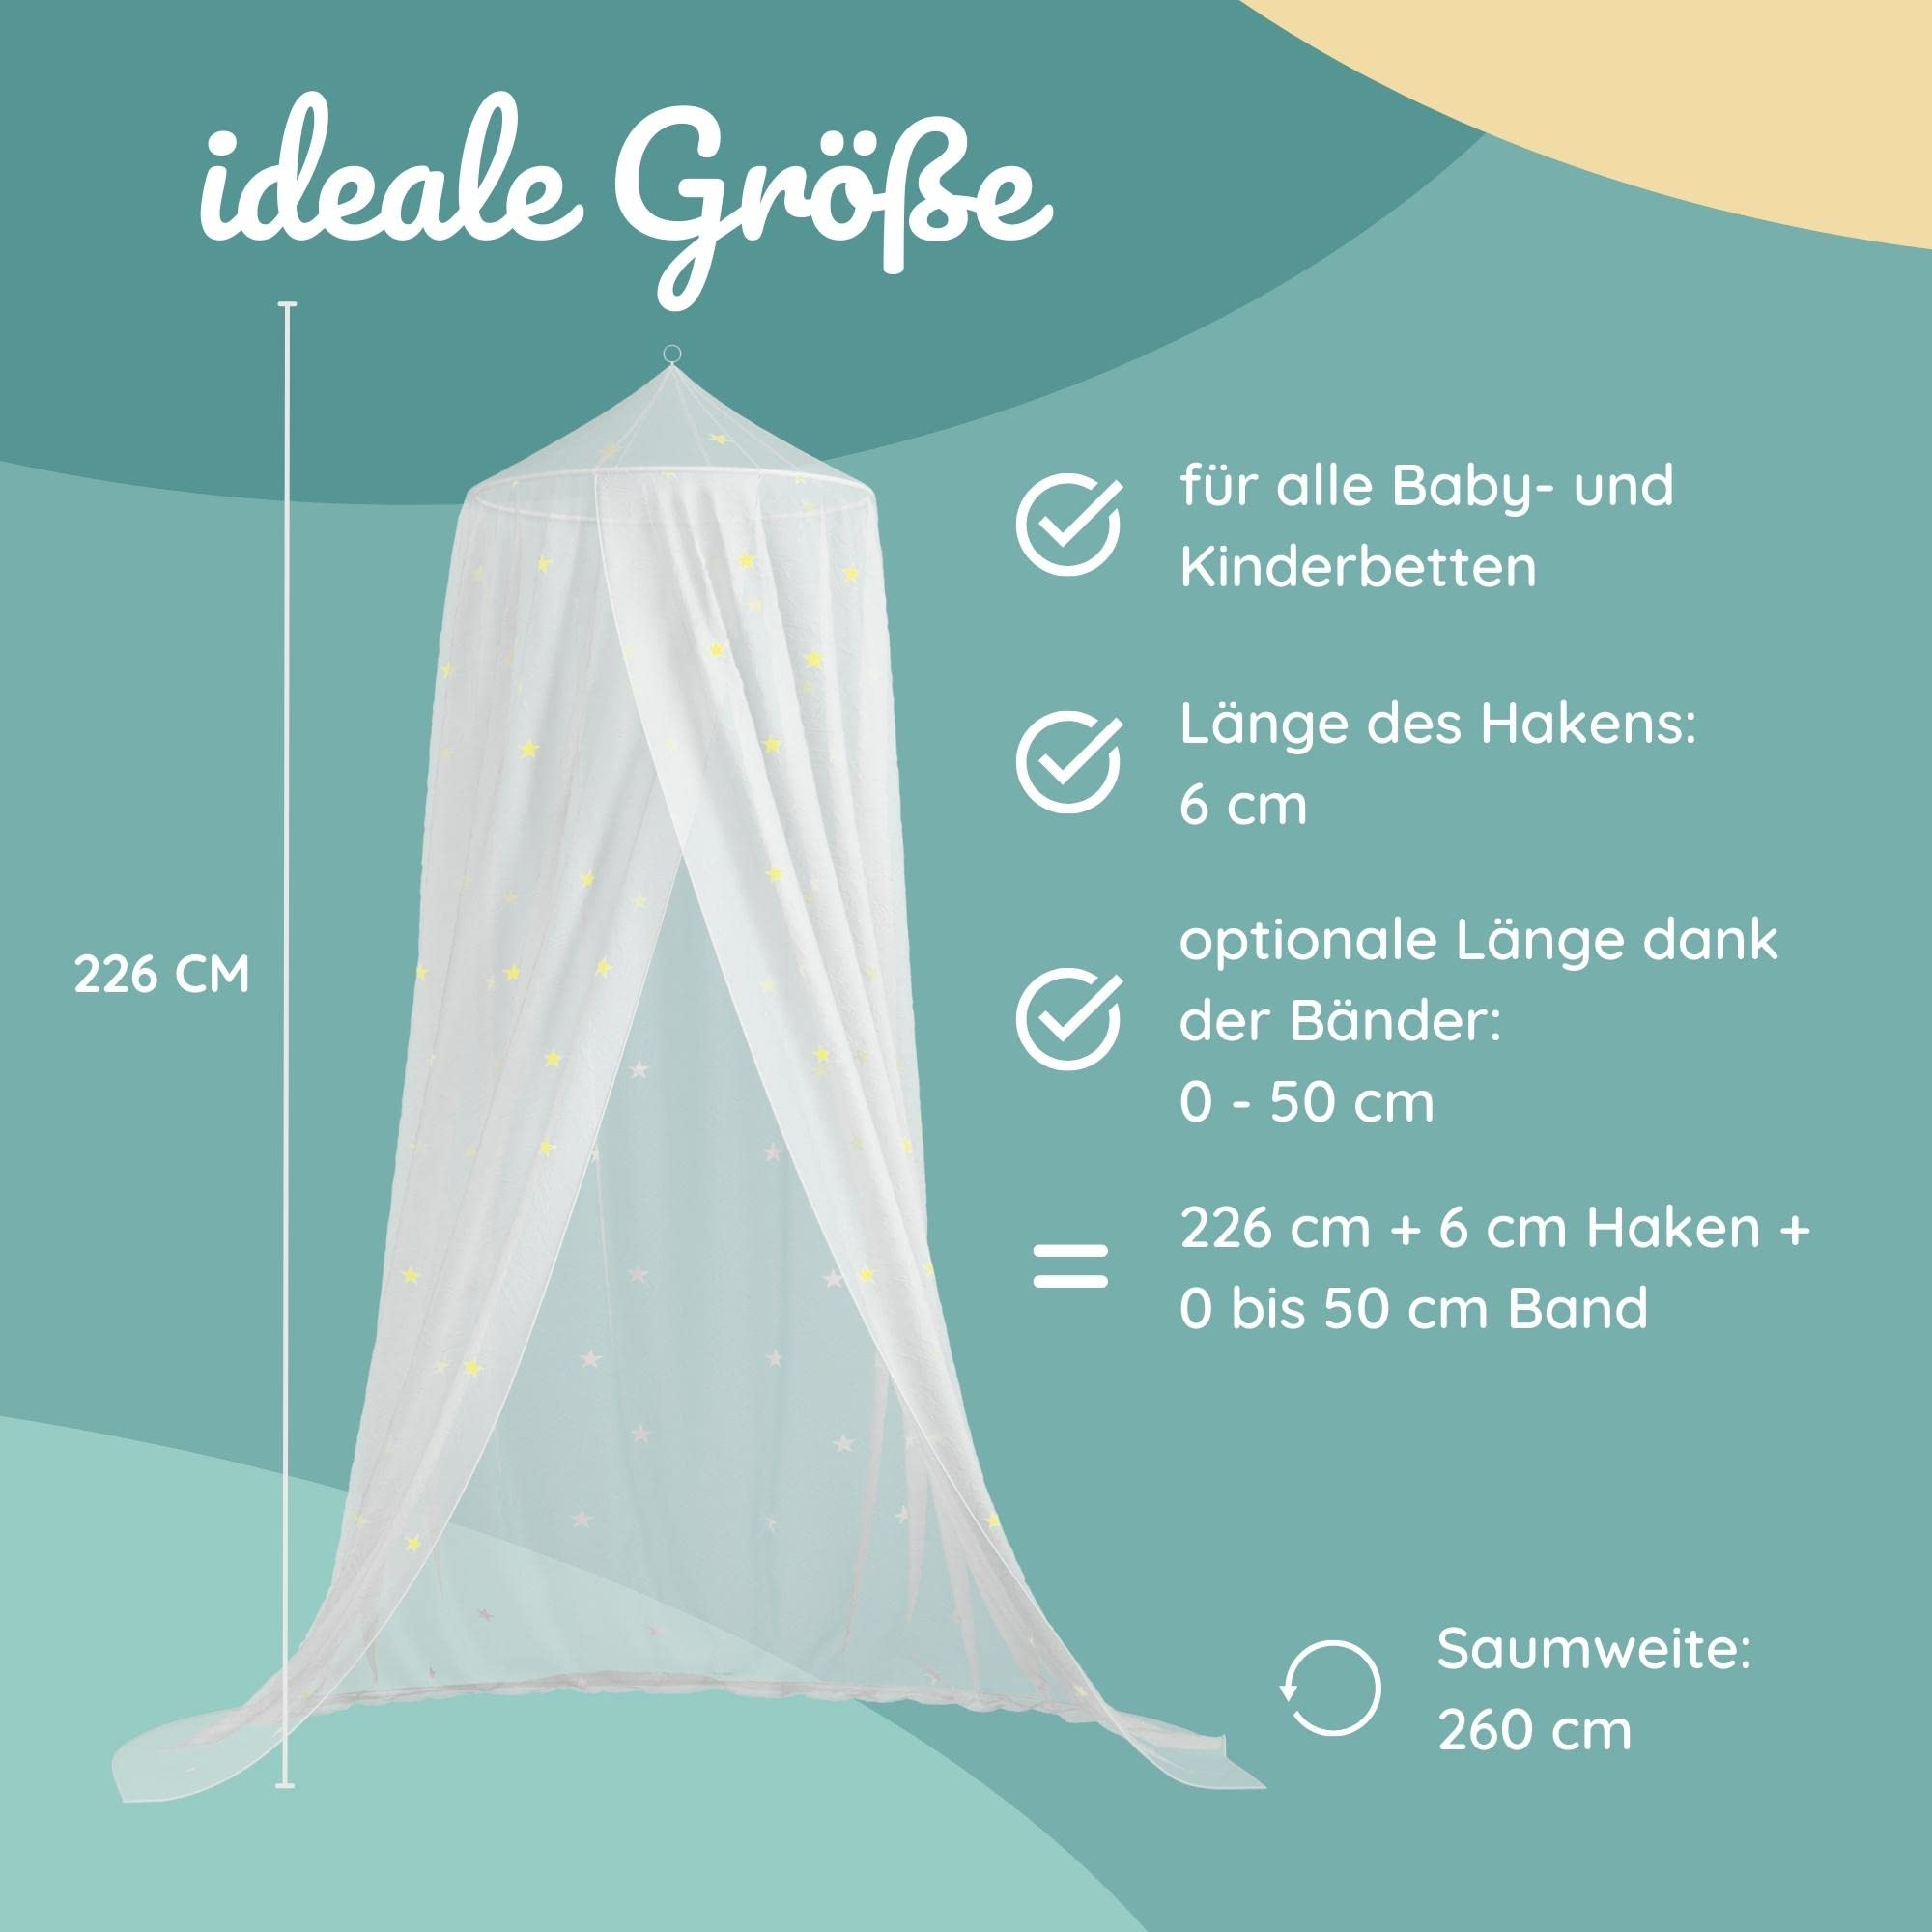 ideale Größe
226 CM
für alle Baby- und
Kinderbetten
Länge des Hakens:
6 cm
optionale Länge dank
der Bänder:
0 - 50 cm
= 226 cm + 6 cm Haken +
0 bis 50 cm Band
Saumweite:
260 cm